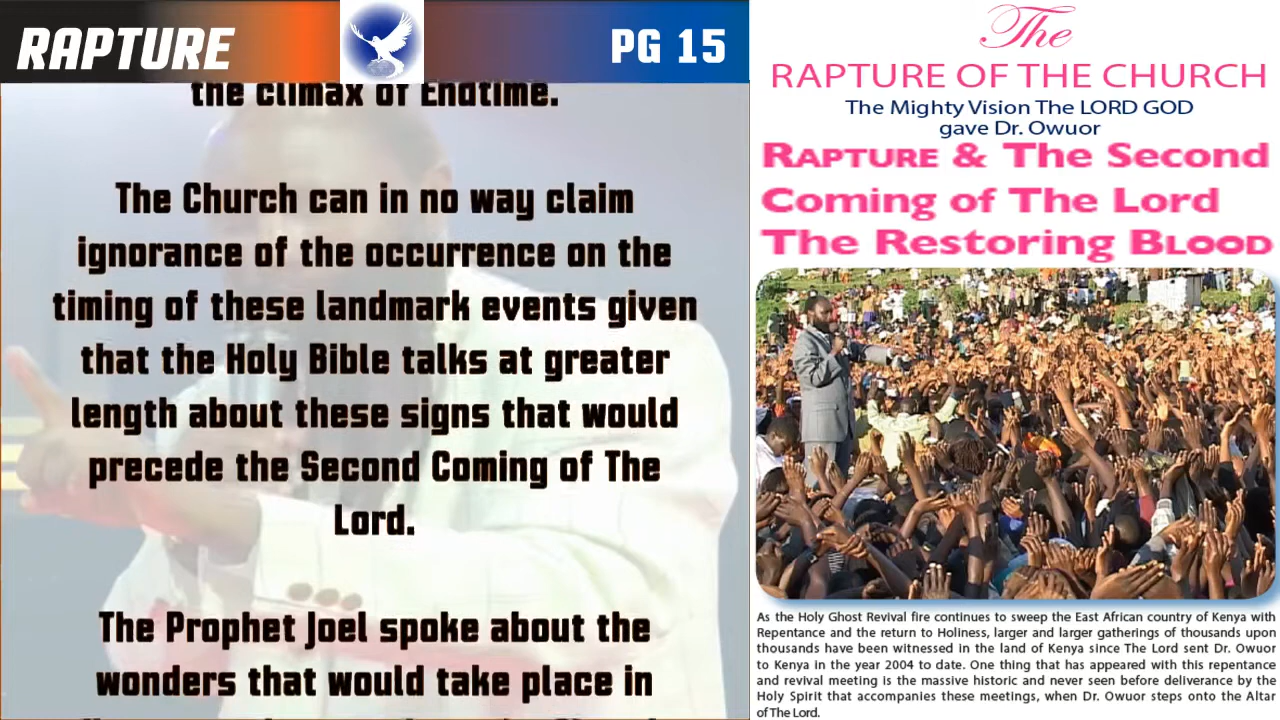 RAPTURE
PG 15
the climax of Endtime.
The Church can in no way claim
ignorance of the occurrence on the
timing of these landmark events given
that the Holy Bible talks at greater
length about these signs that would
precede the Second Coming of The
Lord.
The Prophet Joel spoke about the
wonders that would take place in
The
RAPTURE OF THE CHURCH
The Mighty Vision The LORD GOD
gave Dr. Owuor
RAPTURE & The Second
Coming of The Lord
The Restoring BLOOD
As the Holy Ghost Revival fire continues to sweep the East African country of Kenya with
Repentance and the return to Holiness, larger and larger gatherings of thousands upon
thousands have been witnessed in the land of Kenya since The Lord sent Dr. Owuor
to Kenya in the year 2004 to date. One thing that has appeared with this repentance
and revival meeting is the massive historic and never seen before deliverance by the
Holy Spirit that accompanies these meetings, when Dr. Owuor steps onto the Altar
of The Lord.